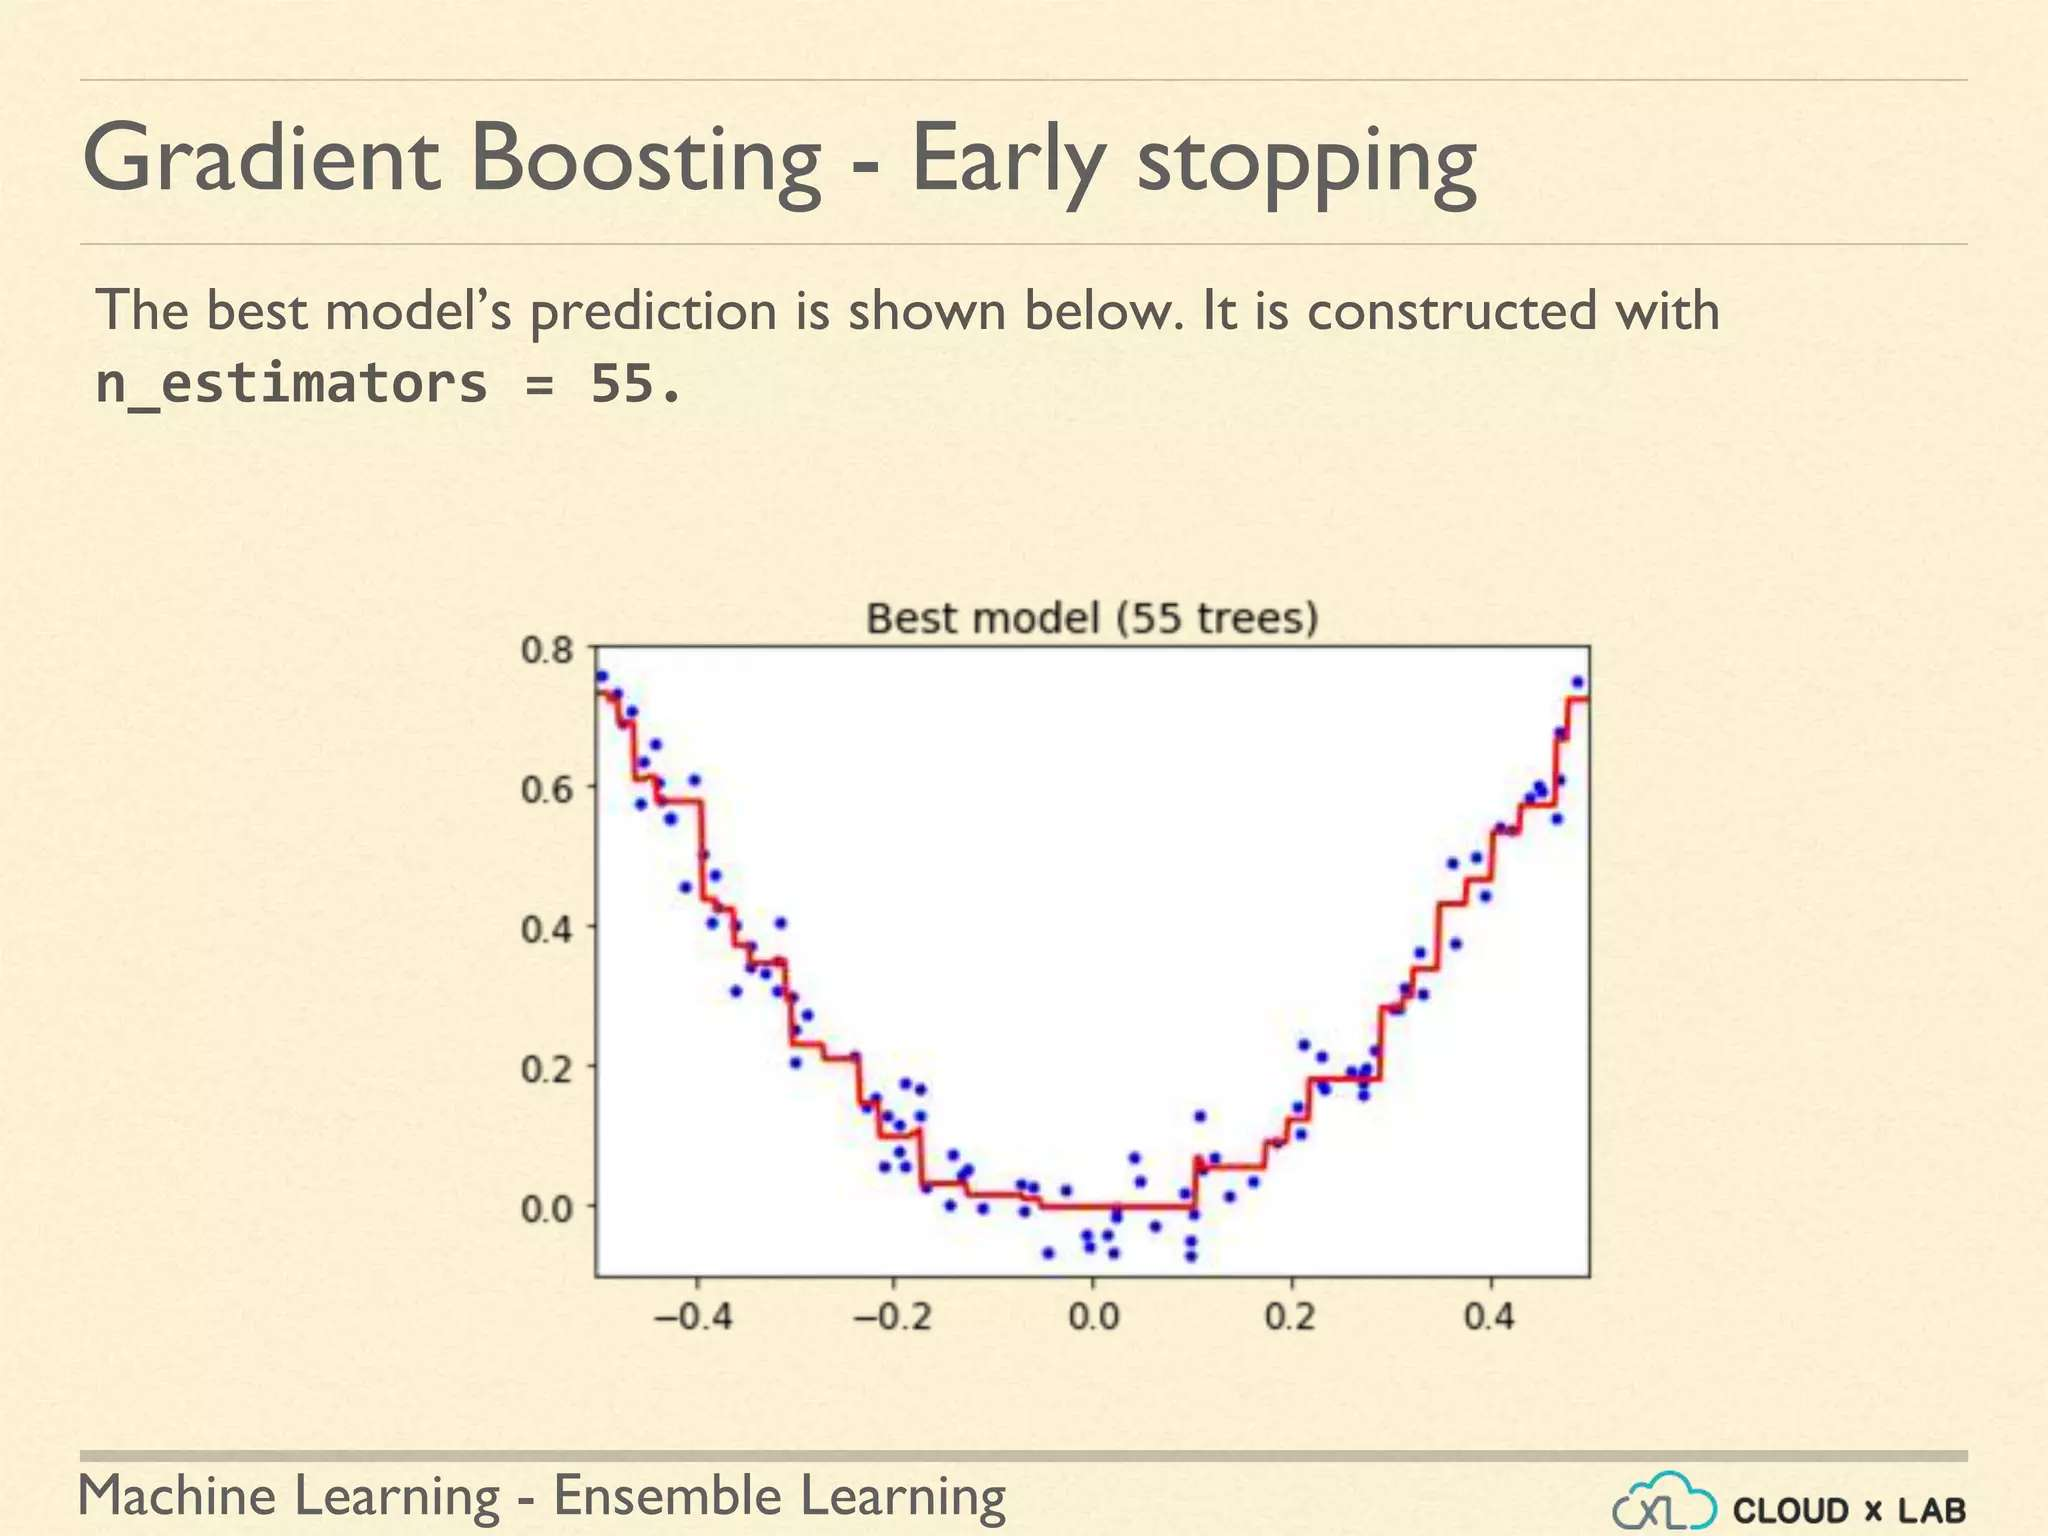 Gradient Boosting - Early stopping
The best model’s prediction is shown below. It is constructed with
n_estimators = 55.
Best model (55 trees)
0.8
0.6
0.4
0.2
0.0
−0.4 −0.2 0.0 0.2 0.4
Machine Learning - Ensemble Learning
XL CLOUD x LAB